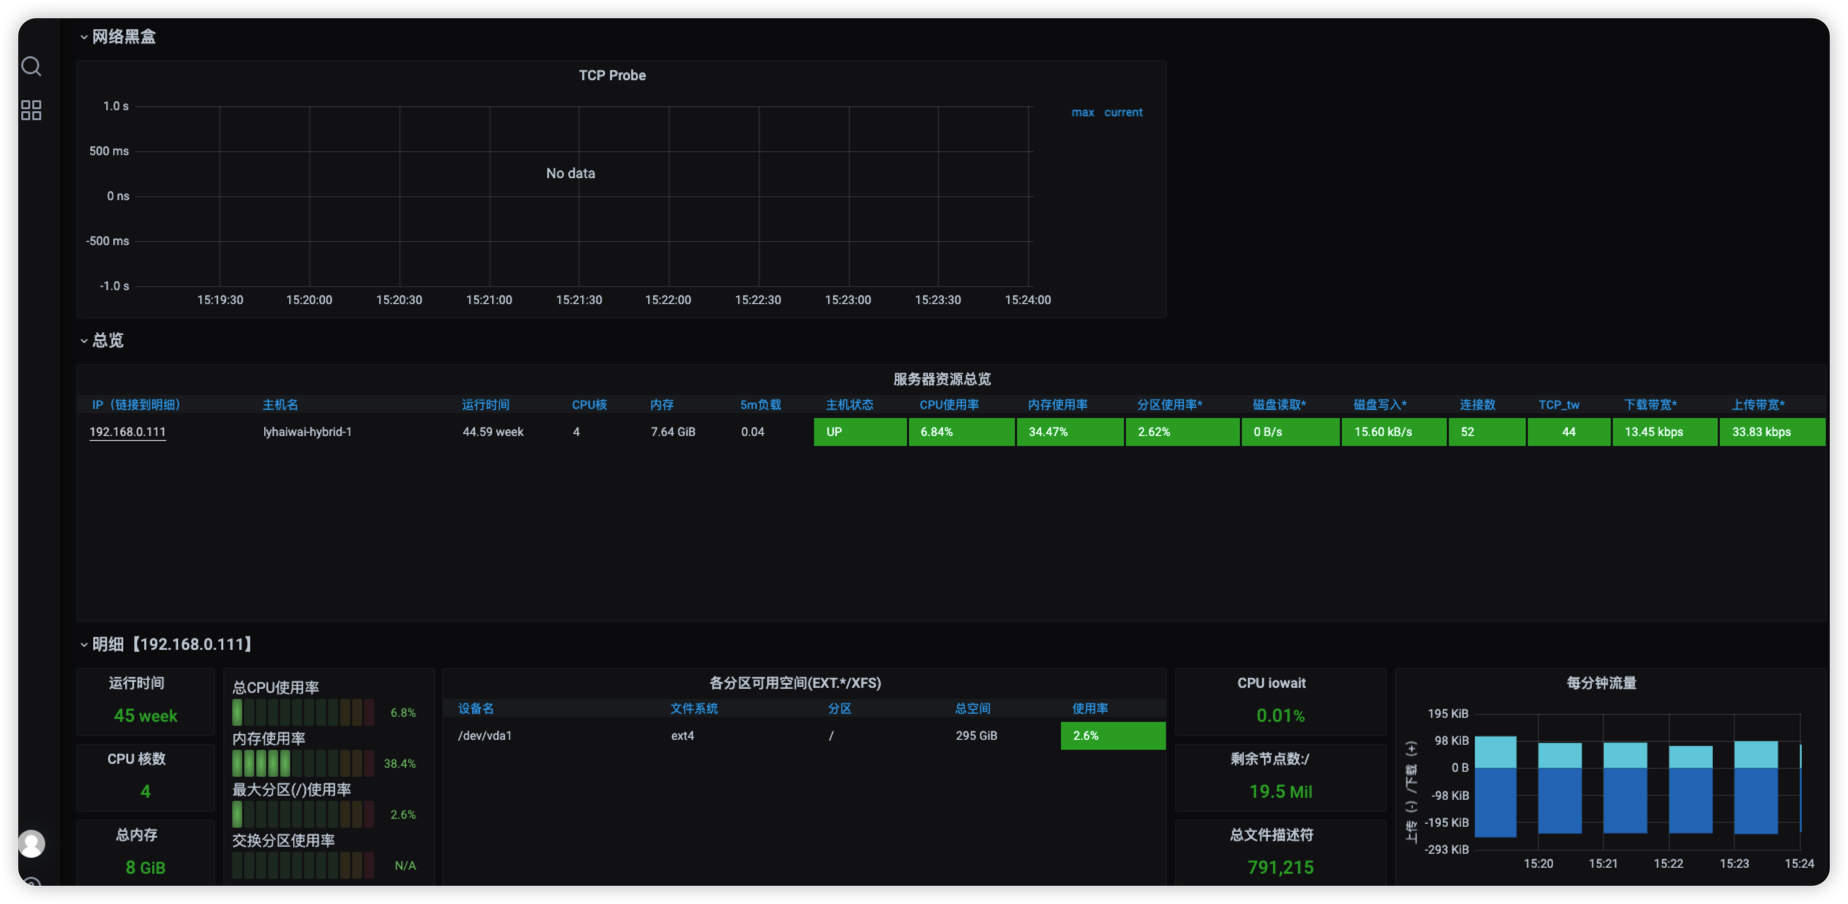 网络黑盒
TCP Probe
max current
1.0 s
500 ms
No data
0 ns
-500 ms
-1.0 s
15:19:30 15:20:00 15:20:30 15:21:00 15:21:30 15:22:00 15:22:30 15:23:00 15:23:30 15:24:00
总览
服务器资源总览
IP（链接到明细） 主机名 运行时间 CPU核 内存 5m负载 主机状态 CPU使用率 内存使用率 分区使用率* 磁盘读取* 磁盘写入* 连接数 TCP_tw 下载带宽* 上传带宽*
192.168.0.111 lyhaiwai-hybrid-1 44.59 week 4 7.64 GiB 0.04 UP 6.84% 34.47% 2.62% 0 B/s 15.60 kB/s 52 44 13.45 kbps 33.83 kbps
明细【192.168.0.111】
运行时间
45 week
CPU 核数
4
总内存
8 GiB
总CPU使用率
6.8%
内存使用率
38.4%
最大分区(/)使用率
2.6%
交换分区使用率
N/A
各分区可用空间(EXT.*/XFS)
设备名 文件系统 分区 总空间 使用率
/dev/vda1 ext4 / 295 GiB 2.6%
CPU iowait
0.01%
剩余节点数:/
19.5 Mil
总文件描述符
791,215
每分钟流量
上传（-）/下载（+）
195 KiB
98 KiB
0 B
-98 KiB
-195 KiB
-293 KiB
15:20 15:21 15:22 15:23 15:24